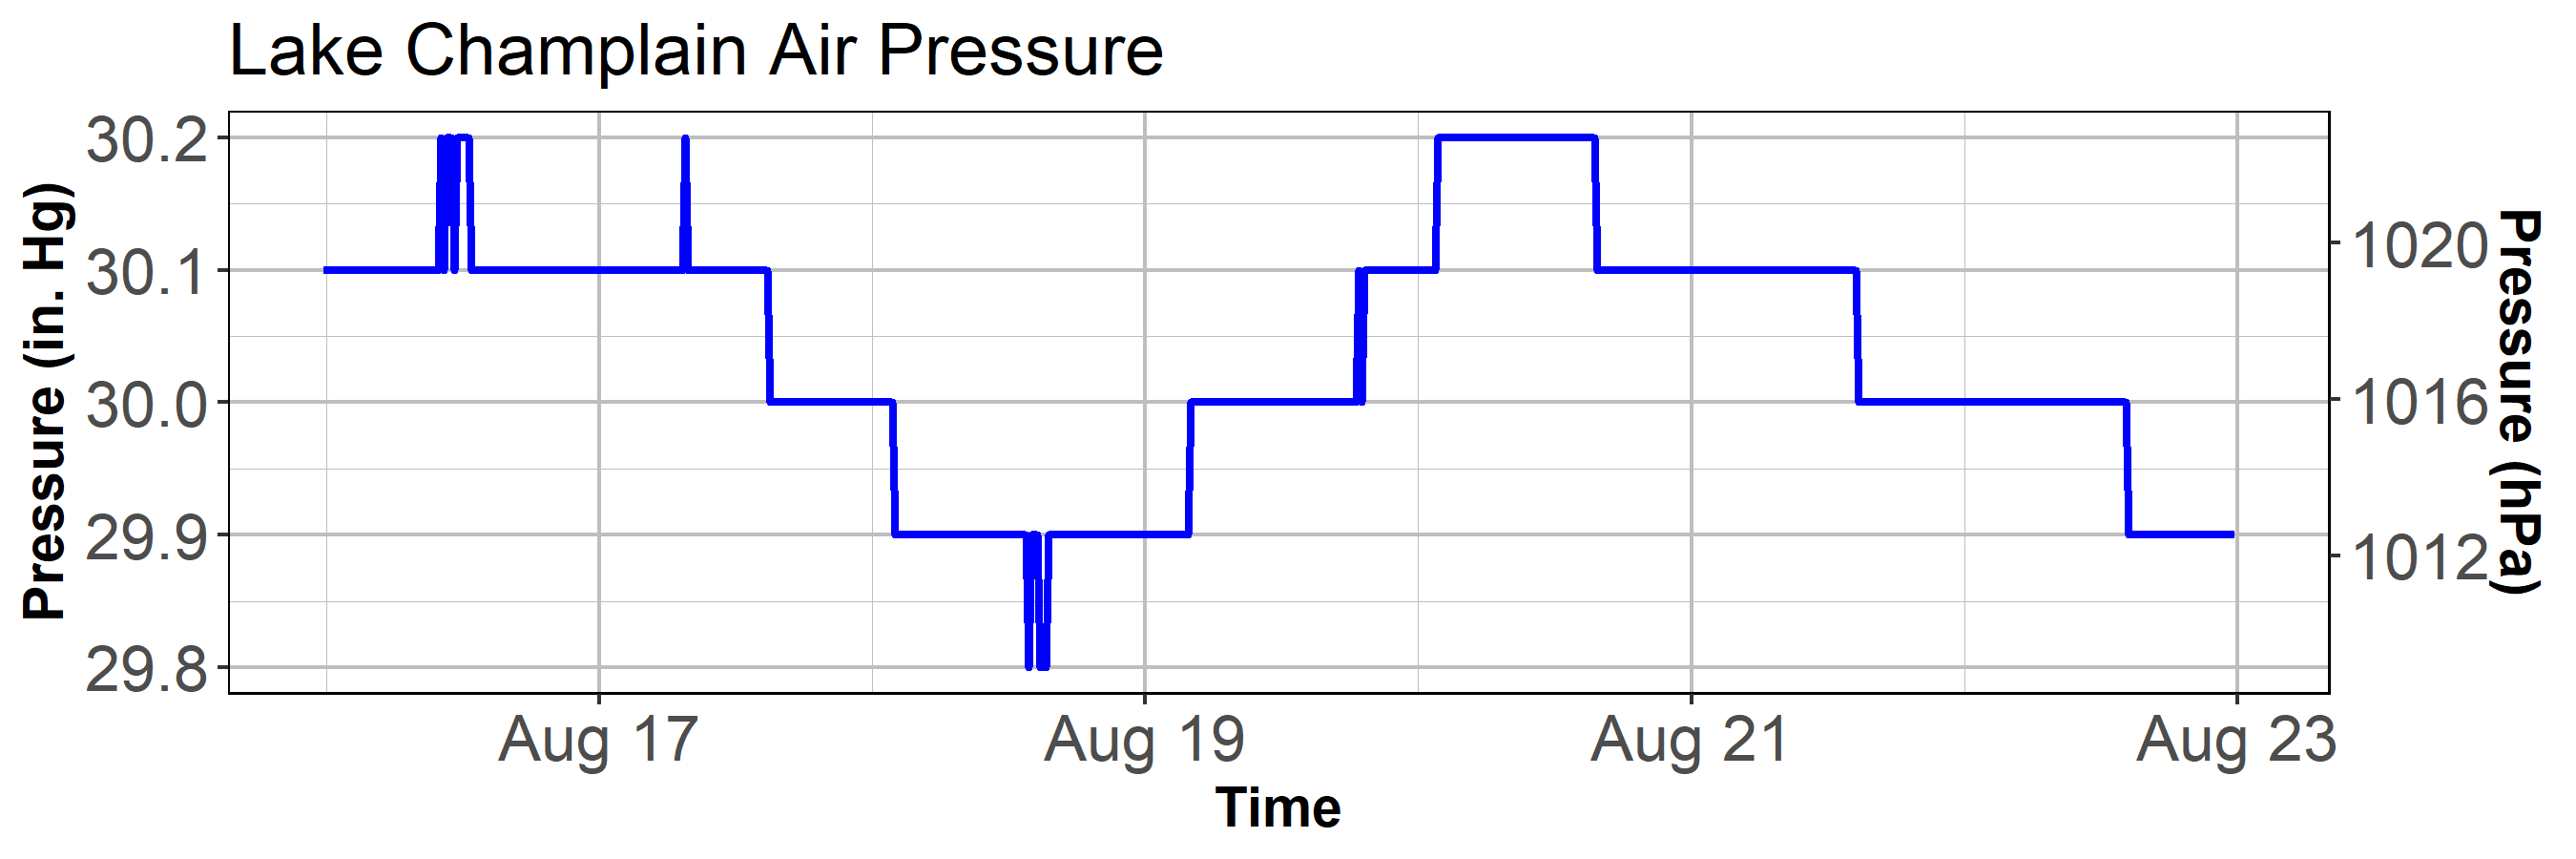 Lake Champlain Air Pressure
Pressure (in. Hg)
30.2
30.1
30.0
29.9
29.8
1020
1016
1012
Pressure (hPa)
Aug 17 Aug 19 Aug 21 Aug 23
Time